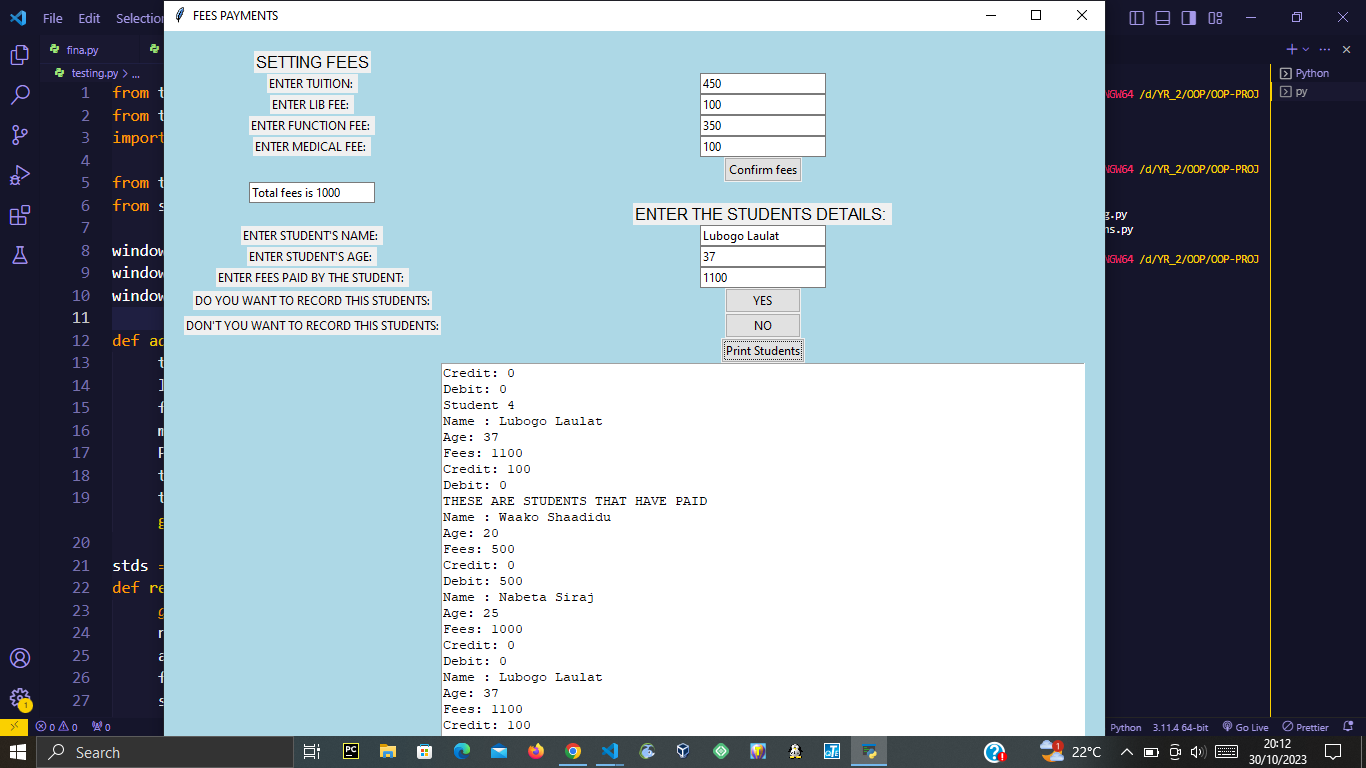 FEES PAYMENTS
File Edit Selectio
fina.py
testing.py > ...
Python
py
1 from t
2 from t
3 import
4
5 from t
6 from s
7
8 window
9 window
10 window
11
12 def ad
13 t
14 l
15 f
16 m
17
18 t
19 t
g
20
21 stds =
22 def re
23 g
24 n
25 a
26 f
27 s
SETTING FEES
ENTER TUITION: 450
ENTER LIB FEE: 100
ENTER FUNCTION FEE: 350
ENTER MEDICAL FEE: 100
Confirm fees
Total fees is 1000
ENTER THE STUDENTS DETAILS:
ENTER STUDENT'S NAME: Lubogo Laulat
ENTER STUDENT'S AGE: 37
ENTER FEES PAID BY THE STUDENT: 1100
DO YOU WANT TO RECORD THIS STUDENTS: YES
DON'T YOU WANT TO RECORD THIS STUDENTS: NO
Print Students
Credit: 0
Debit: 0
Student 4
Name : Lubogo Laulat
Age: 37
Fees: 1100
Credit: 100
Debit: 0
THESE ARE STUDENTS THAT HAVE PAID
Name : Waako Shaadidu
Age: 20
Fees: 500
Credit: 0
Debit: 500
Name : Nabeta Siraj
Age: 25
Fees: 1000
Credit: 0
Debit: 0
Name : Lubogo Laulat
Age: 37
Fees: 1100
Credit: 100
NGW64 /d/YR_2/OOP/OOP-PROJ
NGW64 /d/YR_2/OOP/OOP-PROJ
g.py
ns.py
NGW64 /d/YR_2/OOP/OOP-PROJ
0 0 0
Python 3.11.4 64-bit Go Live Prettier
Search
22°C
20:12
30/10/2023